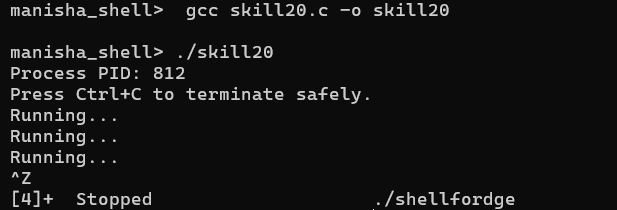 manisha_shell>  gcc skill20.c -o skill20
manisha_shell> ./skill20
Process PID: 812
Press Ctrl+C to terminate safely.
Running...
Running...
Running...
^Z
[4]+  Stopped                 ./shellfordge